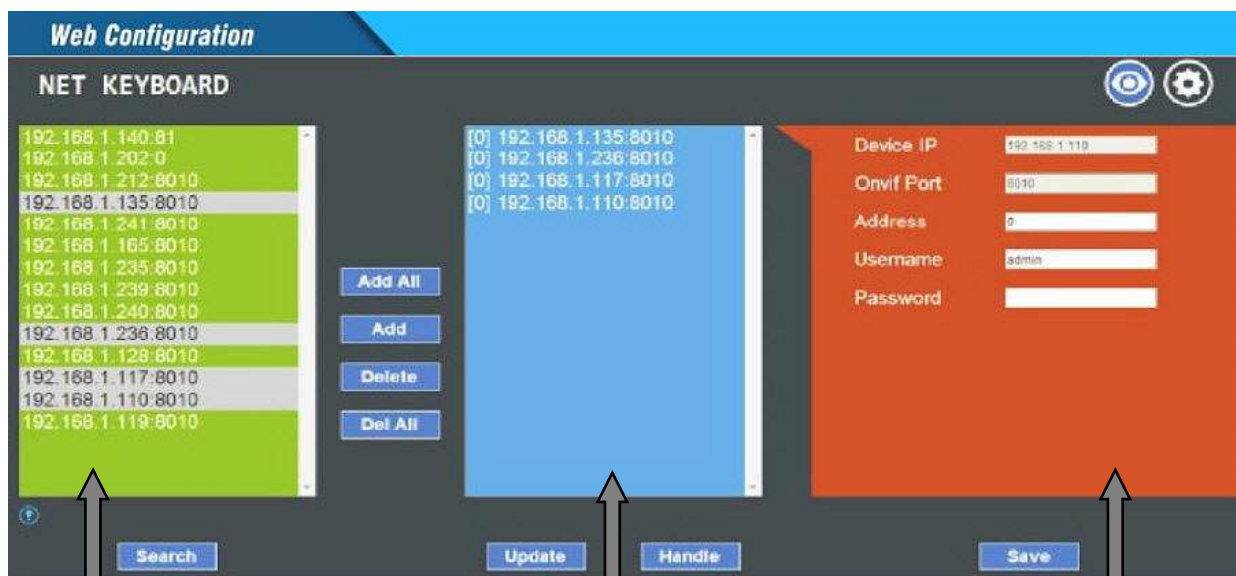 Web Configuration
NET KEYBOARD
192.168.1.140:81
192.168.1.202:0
192.168.1.212:8010
192.168.1.135:8010
192.168.1.241:8010
192.168.1.165:8010
192.168.1.235:8010
192.168.1.239:8010
192.168.1.240:8010
192.168.1.236:8010
192.168.1.128:8010
192.168.1.117:8010
192.168.1.110:8010
192.168.1.119:8010
Add All
Add
Delete
Del All
[0] 192.168.1.135:8010
[0] 192.168.1.236:8010
[0] 192.168.1.117:8010
[0] 192.168.1.110:8010
Device IP 192.168.1.110
Onvif Port 8010
Address 0
Username admin
Password
Search
Update
Handle
Save